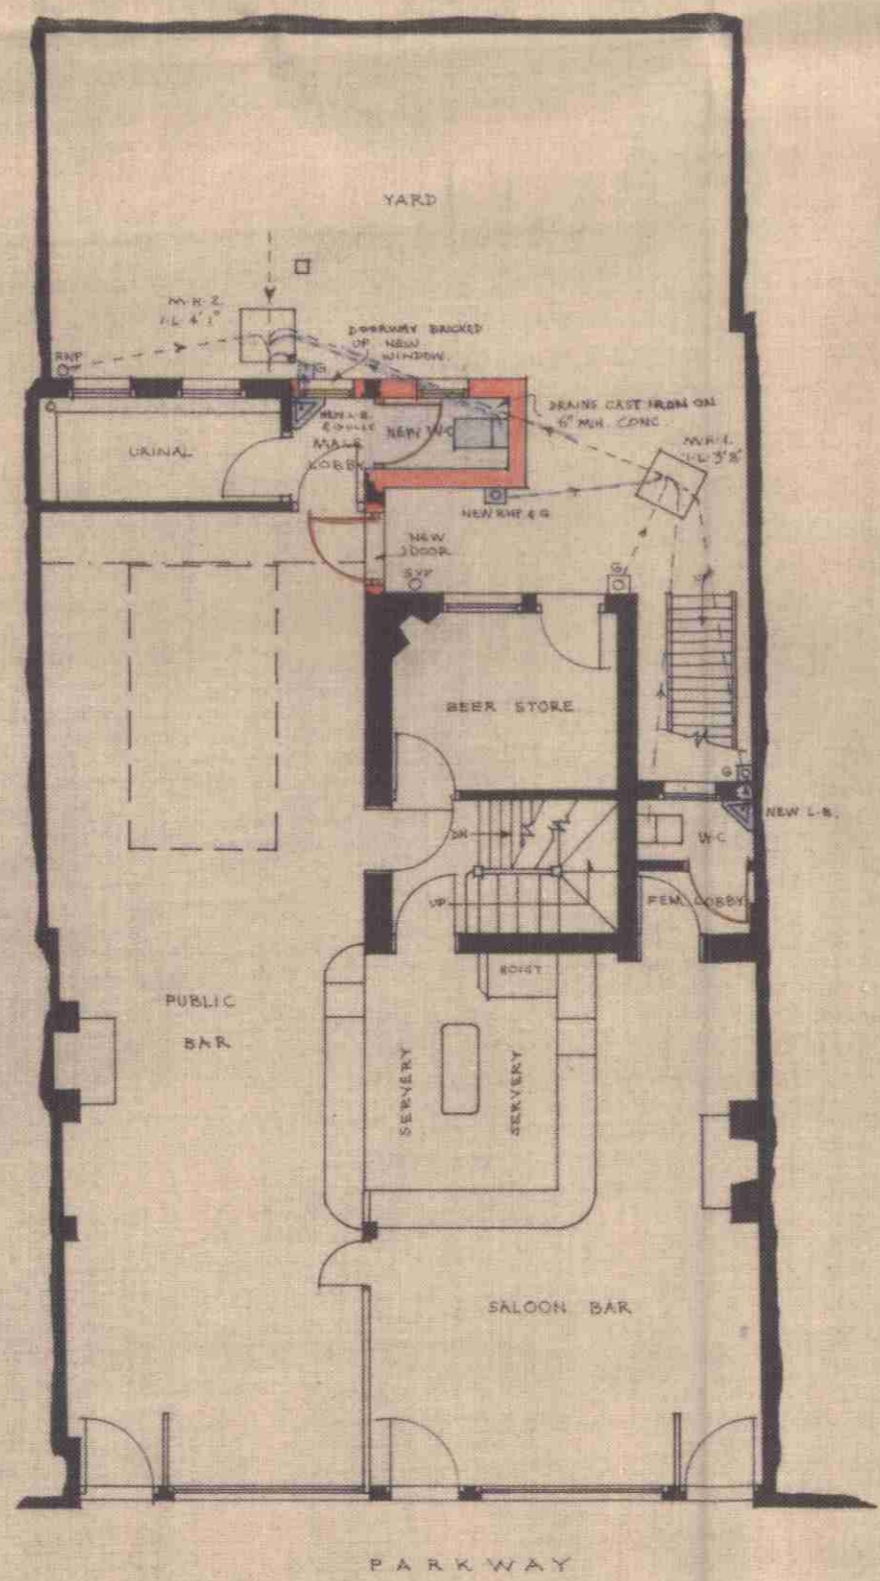 YARD
M.H.2.
I.L. 4' 1"
DOORWAY BRICKED
UP NEW
WINDOW.
RWP
G
DRAINS CAST IRON ON
6" MIN. CONC
M.H.1.
I.L. 3' 8"
NEW L.B.
& GULLY
URINAL
MALE
LOBBY
NEW W.C
NEW RWP & G
NEW
DOOR
SVP
G
BEER STORE
G
NEW L.B.
DN
W.C
UP
FEM. LOBBY
HOIST
PUBLIC
BAR
SERVERY
SERVERY
SALOON BAR
PARKWAY